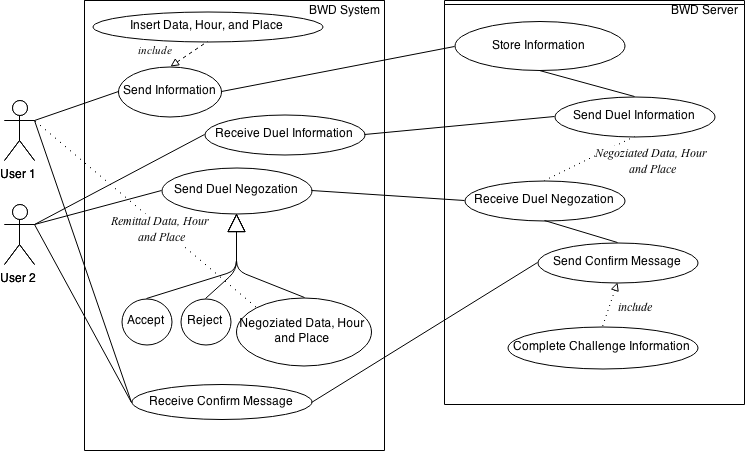 BWD System
BWD Server
Insert Data, Hour, and Place
include
Store Information
Send Information
Send Duel Information
Receive Duel Information
User 1
Negoziated Data, Hour
and Place
Send Duel Negozation
Receive Duel Negozation
Remittal Data, Hour
and Place
User 2
Send Confirm Message
include
Accept
Reject
Negoziated Data, Hour
and Place
Complete Challenge Information
Receive Confirm Message